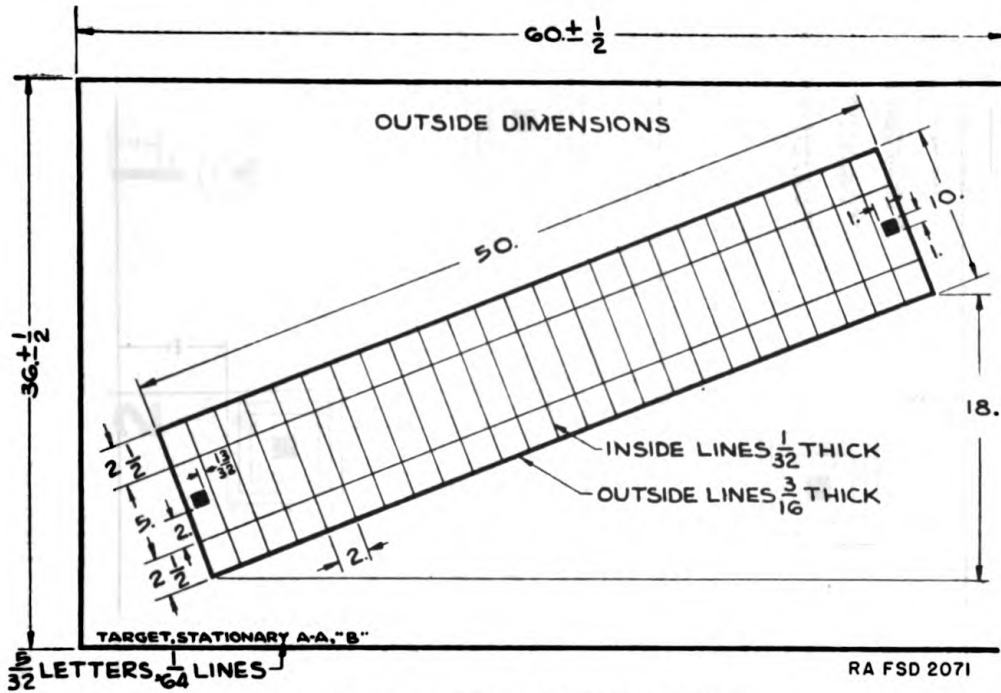 60.± 1/2
OUTSIDE DIMENSIONS
50.
10.
1.
1.
36.± 1/2
18.
2 1/2
13/32
5.
2.
2 1/2
2.
INSIDE LINES 1/32 THICK
OUTSIDE LINES 3/16 THICK
TARGET, STATIONARY A-A, "B"
5/32 LETTERS, 1/64 LINES
RA FSD 2071